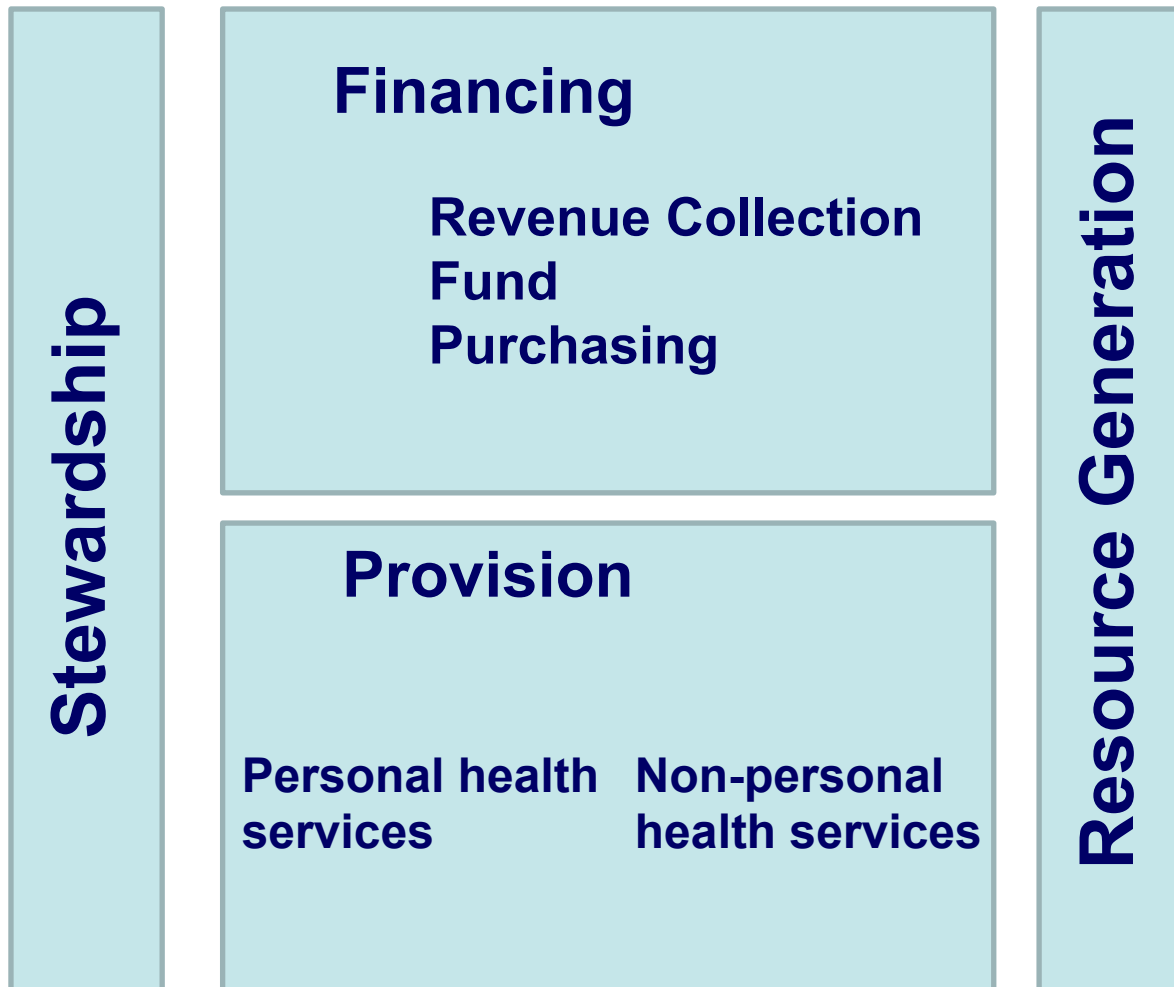 Stewardship
Financing
Revenue Collection
Fund
Purchasing
Provision
Personal health
services
Non-personal
health services
Resource Generation